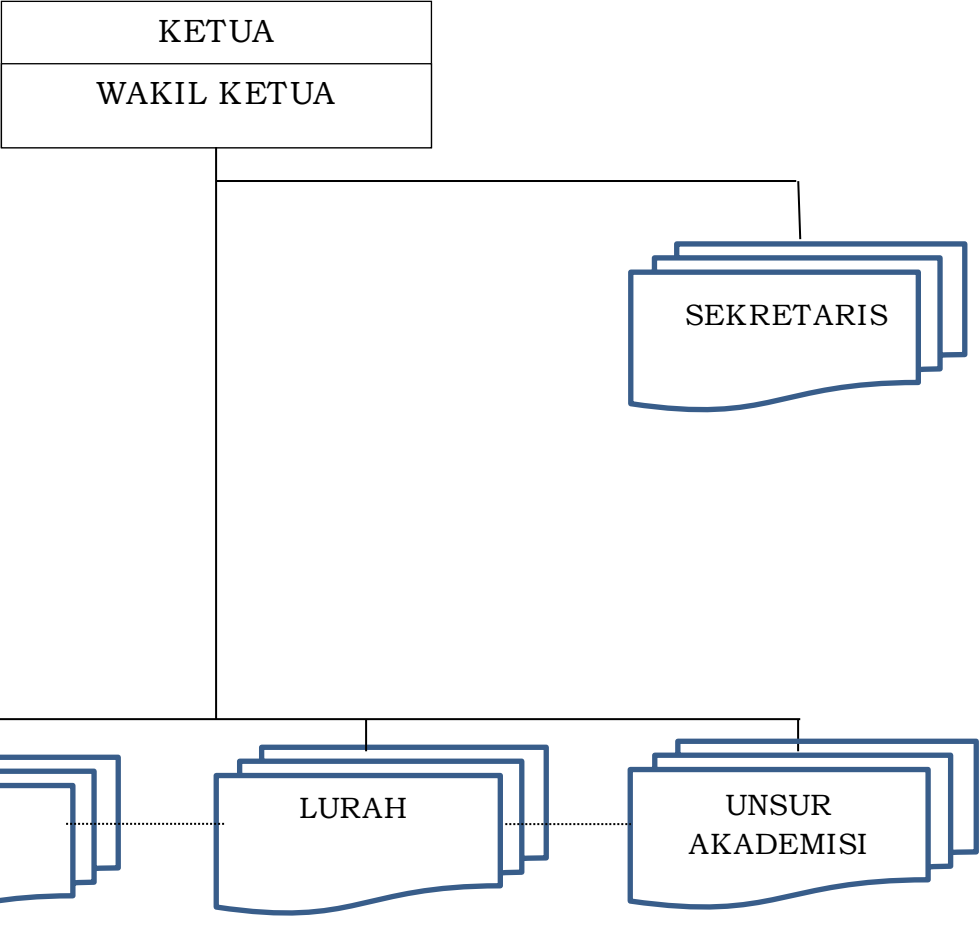 KETUA
WAKIL KETUA
SEKRETARIS
LURAH
UNSUR
AKADEMISI